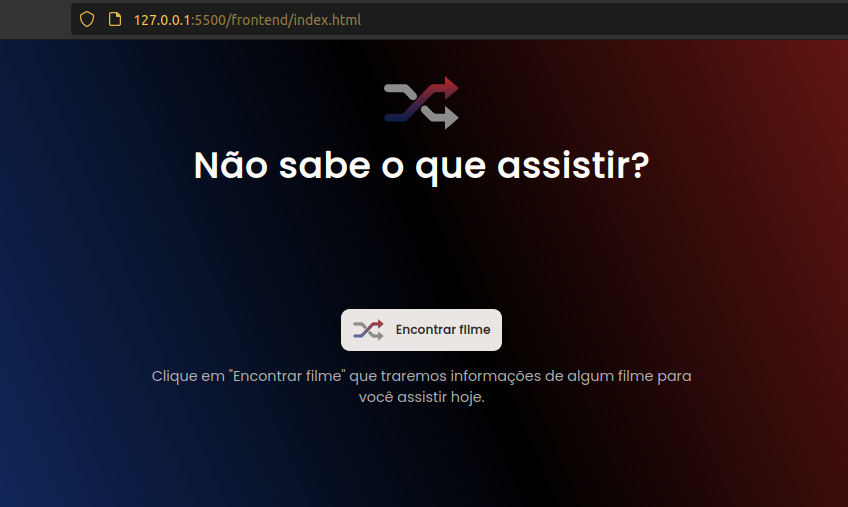 127.0.0.1:5500/frontend/index.html
Não sabe o que assistir?
Encontrar filme
Clique em "Encontrar filme" que traremos informações de algum filme para
você assistir hoje.